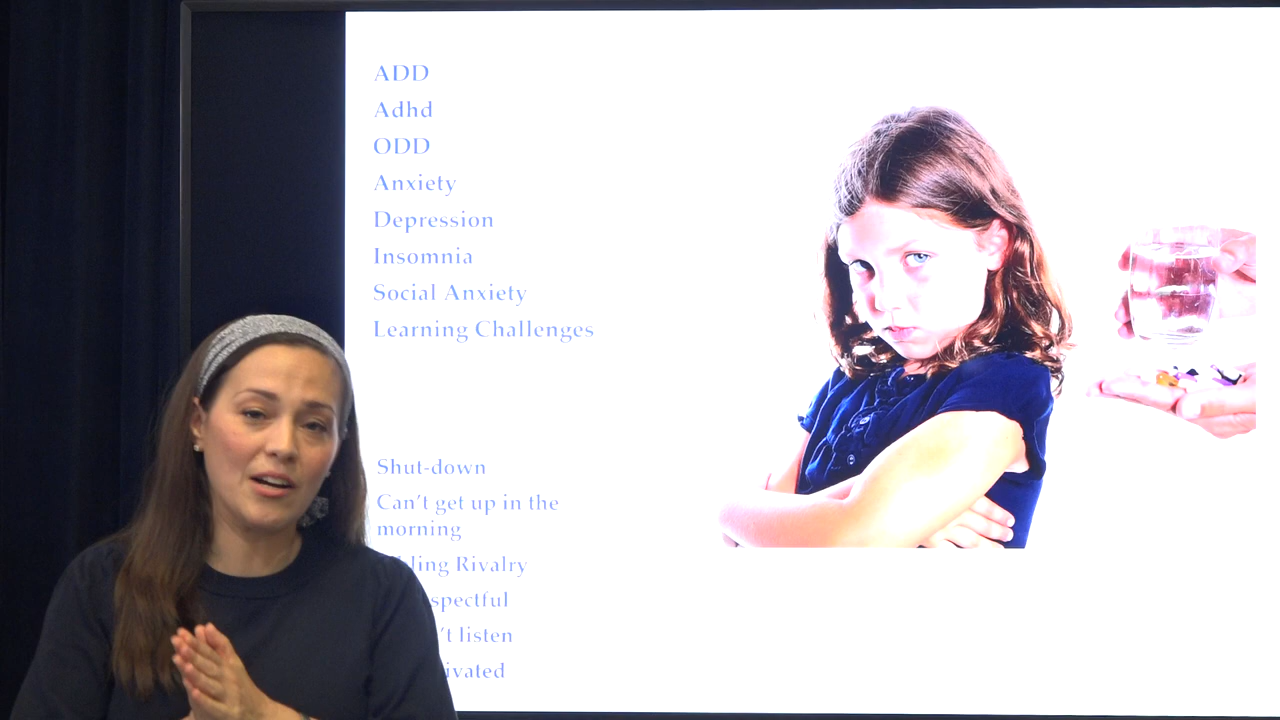 ADD
Adhd
ODD
Anxiety
Depression
Insomnia
Social Anxiety
Learning Challenges
Shut-down
Can't get up in the
morning
Rivalry
listen